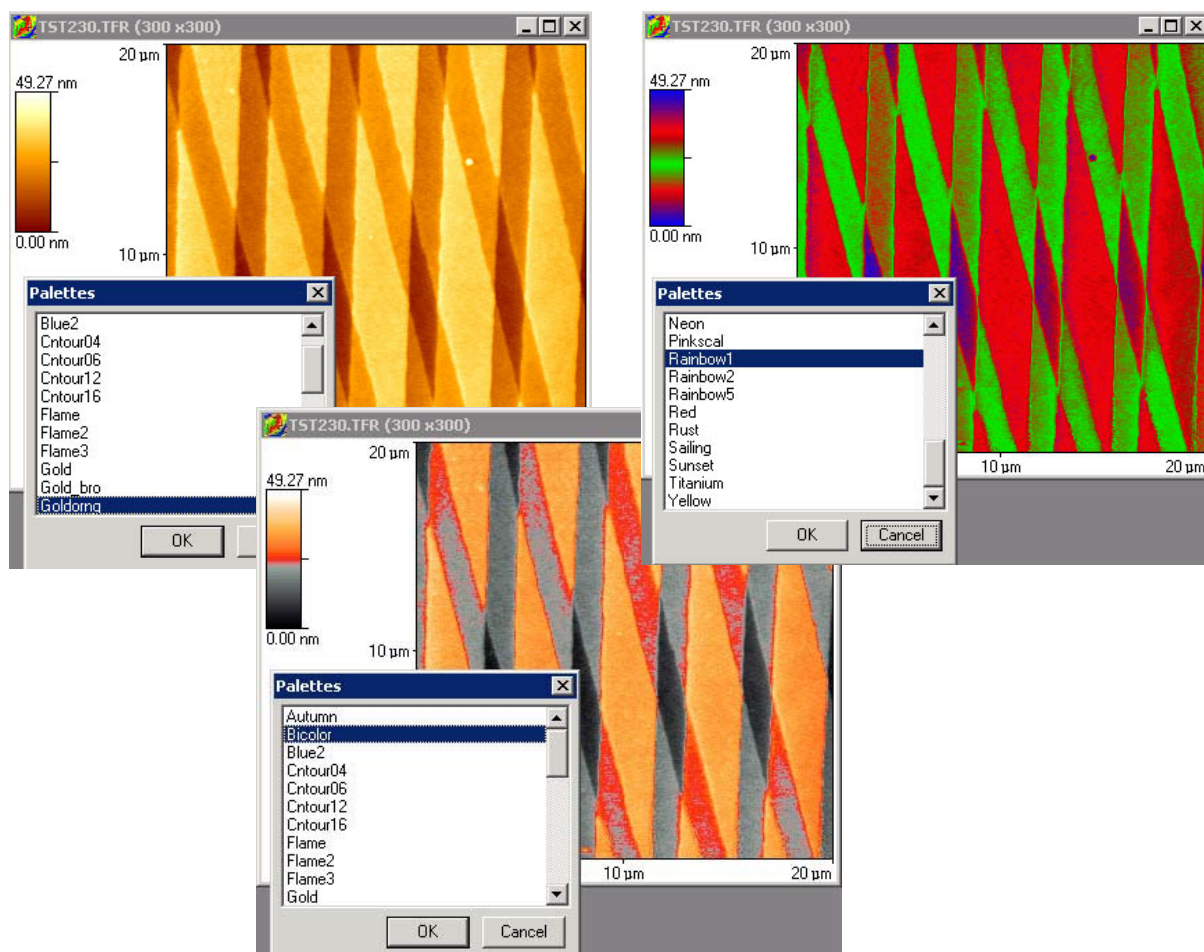 TST230.TFR (300 x300)
20 µm
49.27 nm
0.00 nm
10 µm
Palettes
Blue2
Cntour04
Cntour06
Cntour12
Cntour16
Flame
Flame2
Flame3
Gold
Gold_bro
Goldorng
OK
TST230.TFR (300 x300)
20 µm
49.27 nm
0.00 nm
10 µm
Palettes
Neon
Pinkscal
Rainbow1
Rainbow2
Rainbow5
Red
Rust
Sailing
Sunset
Titanium
Yellow
OK Cancel
10 µm 20 µm
TST230.TFR (300 x300)
20 µm
49.27 nm
0.00 nm
10 µm
Palettes
Autumn
Bicolor
Blue2
Cntour04
Cntour06
Cntour12
Cntour16
Flame
Flame2
Flame3
Gold
OK Cancel
10 µm 20 µm